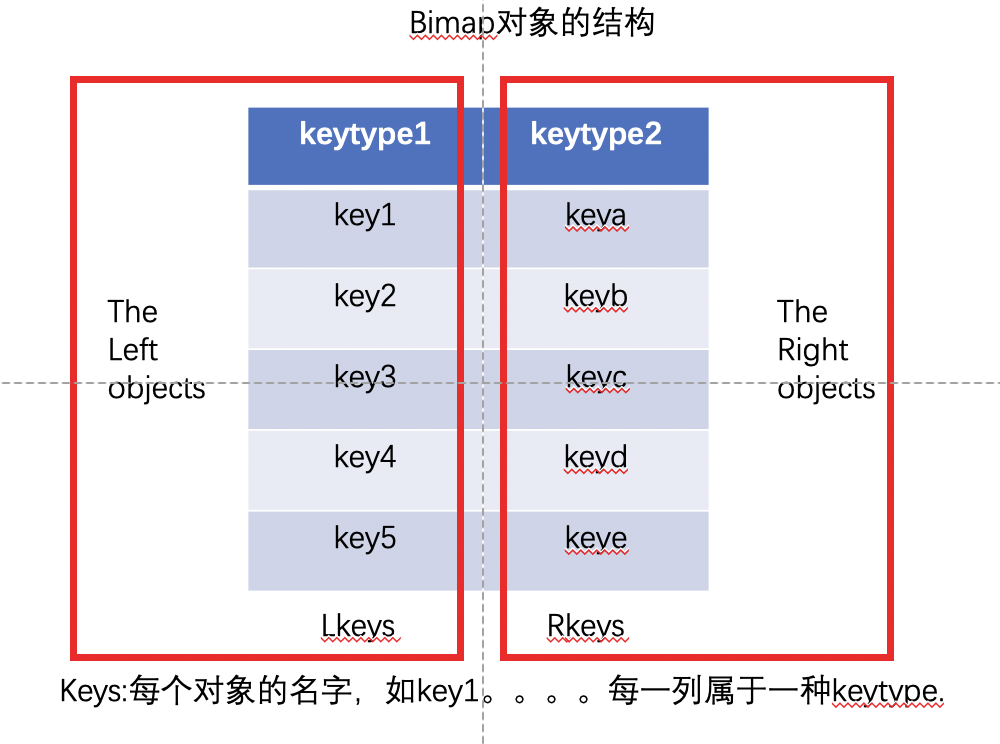 Bimap对象的结构
keytype1 keytype2
key1 keya
key2 keyb
key3 keyc
key4 keyd
key5 keye
The
Left
objects
The
Right
objects
Lkeys Rkeys
Keys:每个对象的名字，如key1。。。。每一列属于一种keytype.